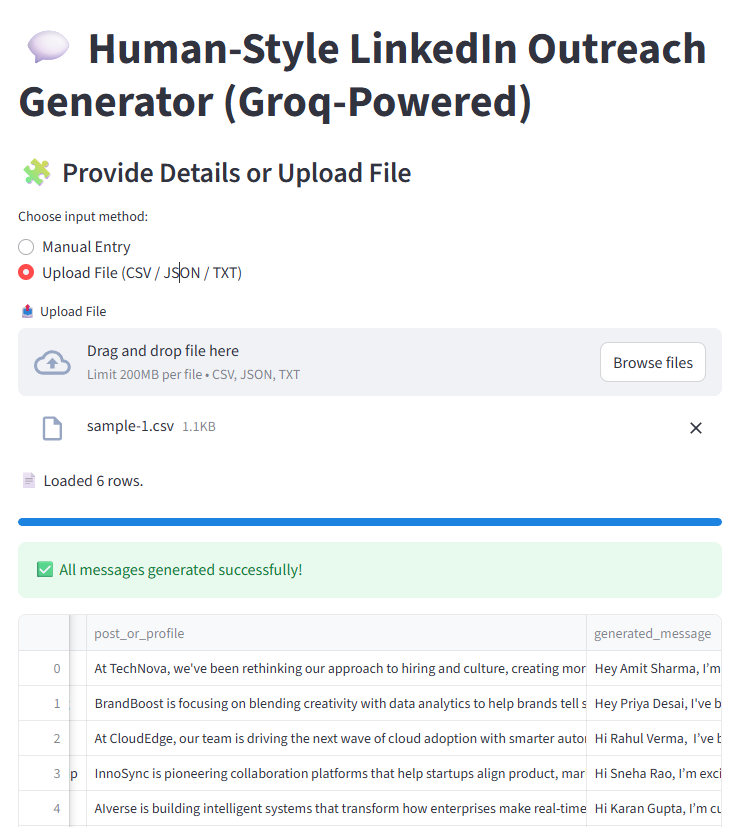 Human-Style LinkedIn Outreach
Generator (Groq-Powered)
Provide Details or Upload File
Choose input method:
Manual Entry
Upload File (CSV / JSON / TXT)
Upload File
Drag and drop file here
Limit 200MB per file • CSV, JSON, TXT
Browse files
sample-1.csv 1.1KB
Loaded 6 rows.
All messages generated successfully!
post_or_profile generated_message
0 At TechNova, we've been rethinking our approach to hiring and culture, creating mor Hey Amit Sharma, I'm
1 BrandBoost is focusing on blending creativity with data analytics to help brands tell s Hey Priya Desai, I've b
2 At CloudEdge, our team is driving the next wave of cloud adoption with smarter autor Hi Rahul Verma, I've b
3 p InnoSync is pioneering collaboration platforms that help startups align product, mar Hi Sneha Rao, I'm exci
4 AIverse is building intelligent systems that transform how enterprises make real-time Hi Karan Gupta, I'm cu